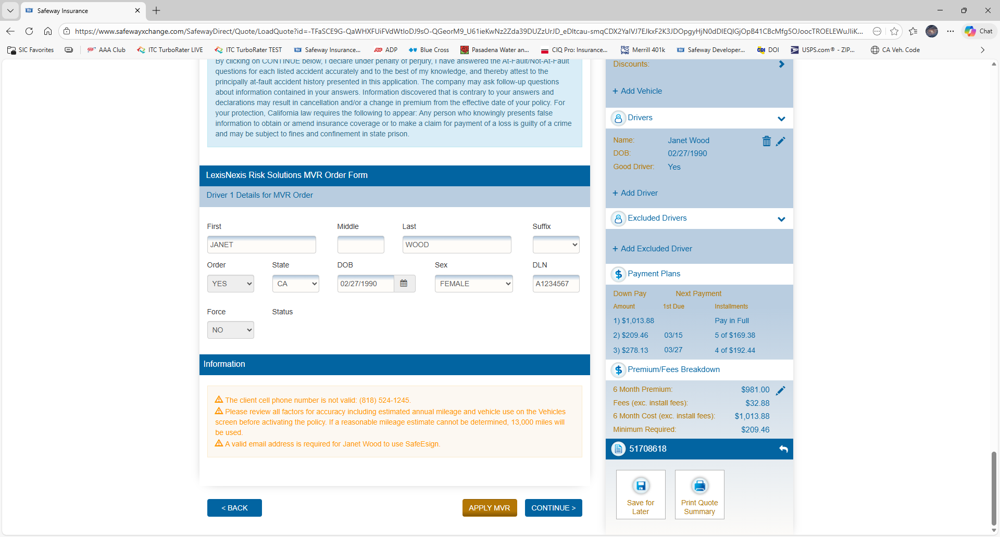 Safeway Insurance
https://www.safewayxchange.com/SafewayDirect/Quote/LoadQuote?id=-TFaSCE9G-QaWHXFUiFVdWtIoDJ9sO-QGeorM9_U61ieKwNz2Zda39DUZzUrJD_eDltcau-smqCDX2YaIVJ7EJkxF2K3JDOpgyHjN0dDIEQIGjOpB41CBcMfg5OJoocTROELEWuJIiK...
Chat
SIC Favorites
AAA Club
ITC TurboRater LIVE
ITC TurboRater TEST
Safeway Insurance...
ADP
Blue Cross
Pasadena Water an...
CIQ Pro: Insurance...
Merrill 401k
Safeway Developer...
CDI DOI
USPS.com® - ZIP...
CA Veh. Code
By clicking on CONTINUE below, I declare under penalty of perjury, I have answered the At-Fault/Not-At-Fault
questions for each listed accident accurately and to the best of my knowledge, and thereby attest to the
principally at-fault accident history presented in this application. The company may ask follow-up questions
about information contained in your answers. Information discovered that is contrary to your answers and
declarations may result in cancellation and/or a change in premium from the effective date of your policy. For
your protection, California law requires the following to appear: Any person who knowingly presents false
information to obtain or amend insurance coverage or to make a claim for payment of a loss is guilty of a crime
and may be subject to fines and confinement in state prison.
LexisNexis Risk Solutions MVR Order Form
Driver 1 Details for MVR Order
First Middle Last Suffix
JANET WOOD
Order State DOB Sex DLN
YES CA 02/27/1990 FEMALE A1234567
Force Status
NO
Information
The client cell phone number is not valid: (818) 524-1245.
Please review all factors for accuracy including estimated annual mileage and vehicle use on the Vehicles
screen before activating the policy. If a reasonable mileage estimate cannot be determined, 13,000 miles will
be used.
A valid email address is required for Janet Wood to use SafeEsign.
< BACK
APPLY MVR
CONTINUE >
Discounts:
+ Add Vehicle
Drivers
Name: Janet Wood
DOB: 02/27/1990
Good Driver: Yes
+ Add Driver
Excluded Drivers
+ Add Excluded Driver
Payment Plans
Down Pay Next Payment
Amount 1st Due Installments
1) $1,013.88 Pay in Full
2) $209.46 03/15 5 of $169.38
3) $278.13 03/27 4 of $192.44
Premium/Fees Breakdown
6 Month Premium: $981.00
Fees (exc. install fees): $32.88
6 Month Cost (exc. install fees): $1,013.88
Minimum Required: $209.46
51708618
Save for
Later
Print Quote
Summary